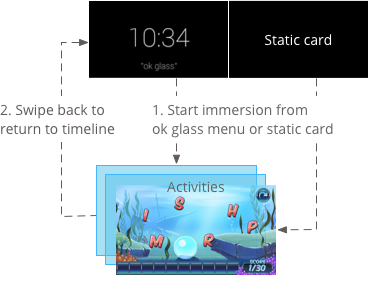 10:34
"ok glass"
Static card
2. Swipe back to
return to timeline
1. Start immersion from
ok glass menu or static card
Activities
I S H P
M R
SCORE
1/30